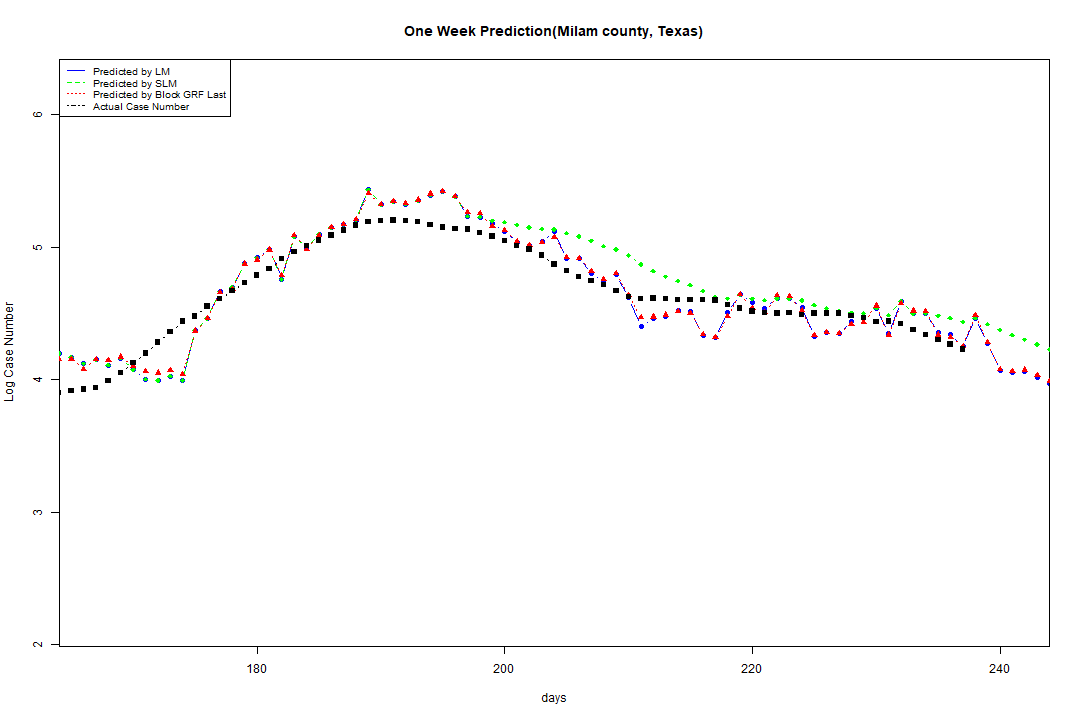 One Week Prediction(Milam county, Texas)
Predicted by LM
Predicted by SLM
Predicted by Block GRF Last
Actual Case Number
6
5
4
3
2
Log Case Number
180
200
220
240
days